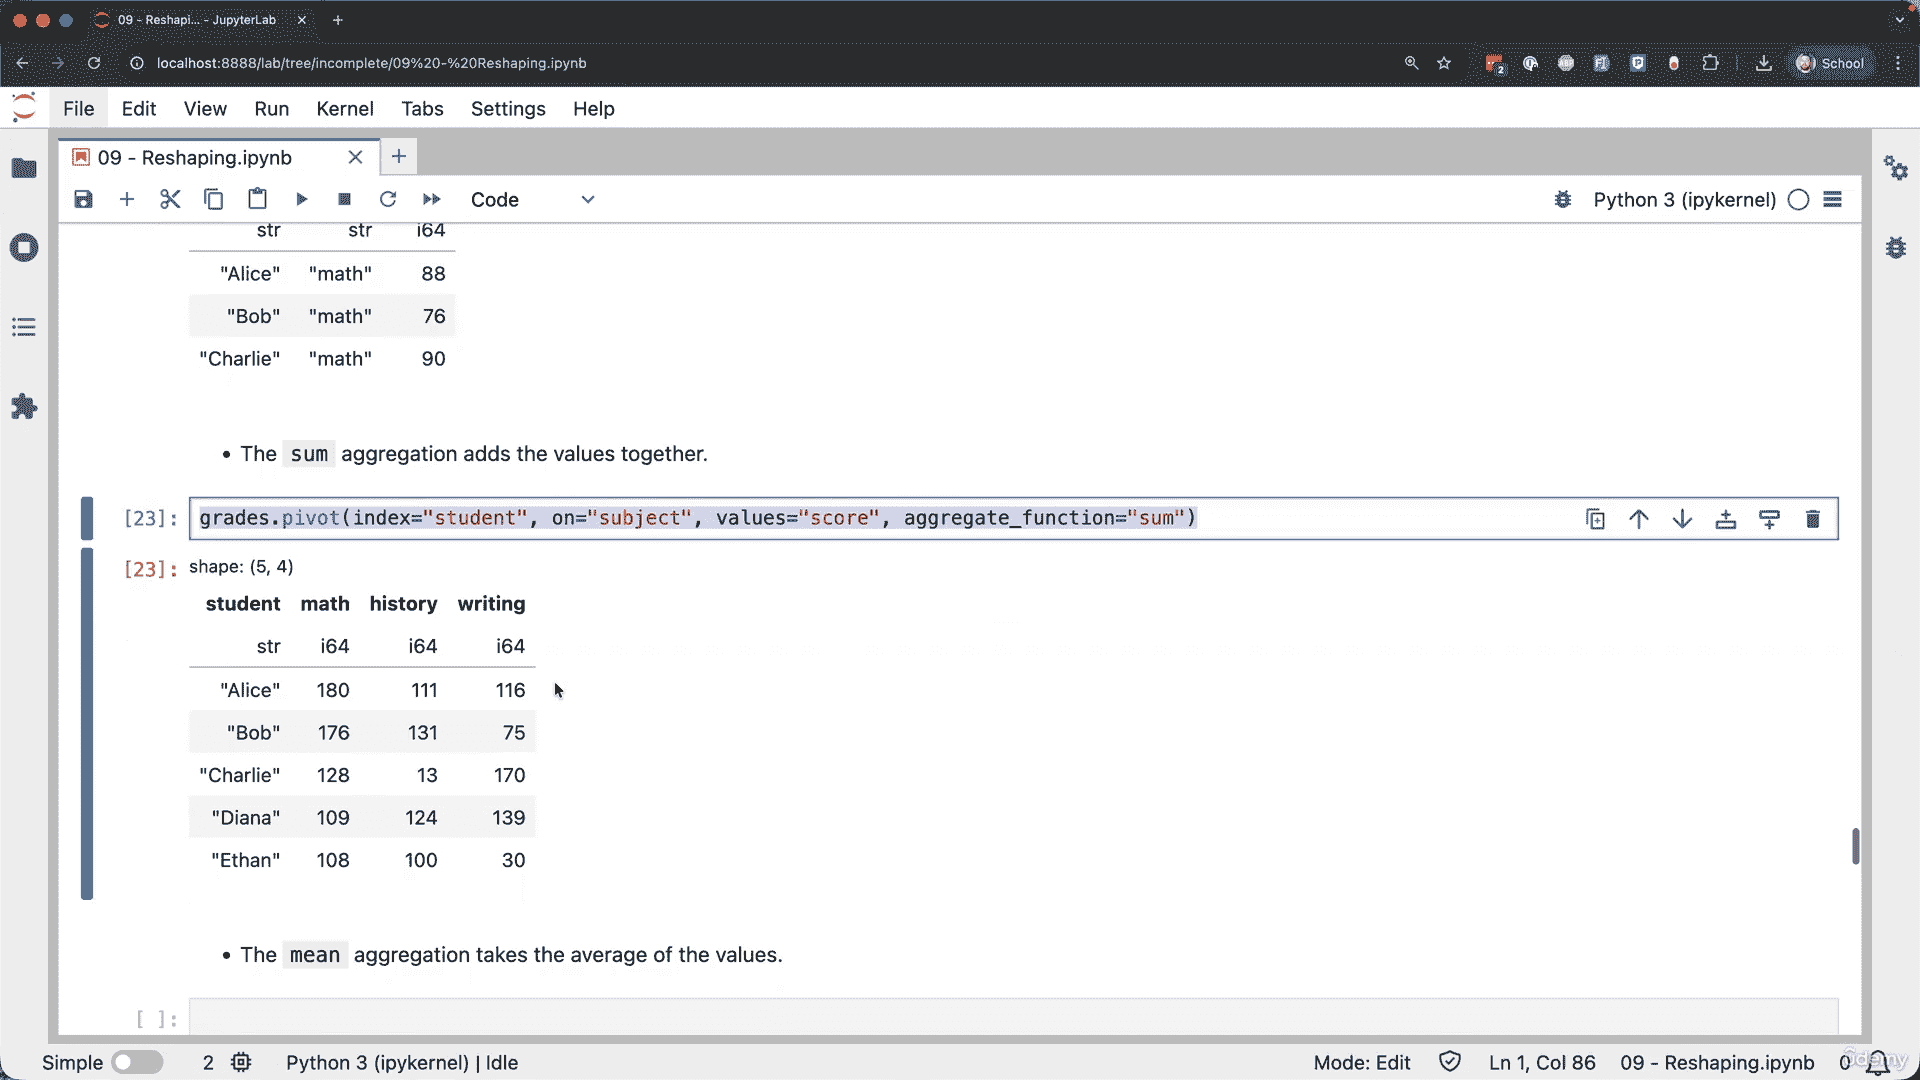 09 - Reshapi... - JupyterLab
localhost:8888/lab/tree/incomplete/09%20-%20Reshaping.ipynb
2
School
File Edit View Run Kernel Tabs Settings Help
09 - Reshaping.ipynb
Code
Python 3 (ipykernel)
str str i64
"Alice" "math" 88
"Bob" "math" 76
"Charlie" "math" 90
• The sum aggregation adds the values together.
[23]: grades.pivot(index="student", on="subject", values="score", aggregate_function="sum")
[23]: shape: (5, 4)
student math history writing
str i64 i64 i64
"Alice" 180 111 116
"Bob" 176 131 75
"Charlie" 128 13 170
"Diana" 109 124 139
"Ethan" 108 100 30
• The mean aggregation takes the average of the values.
[ ]:
Simple 2 Python 3 (ipykernel) | Idle Mode: Edit Ln 1, Col 86 09 - Reshaping.ipynb 0
udemy